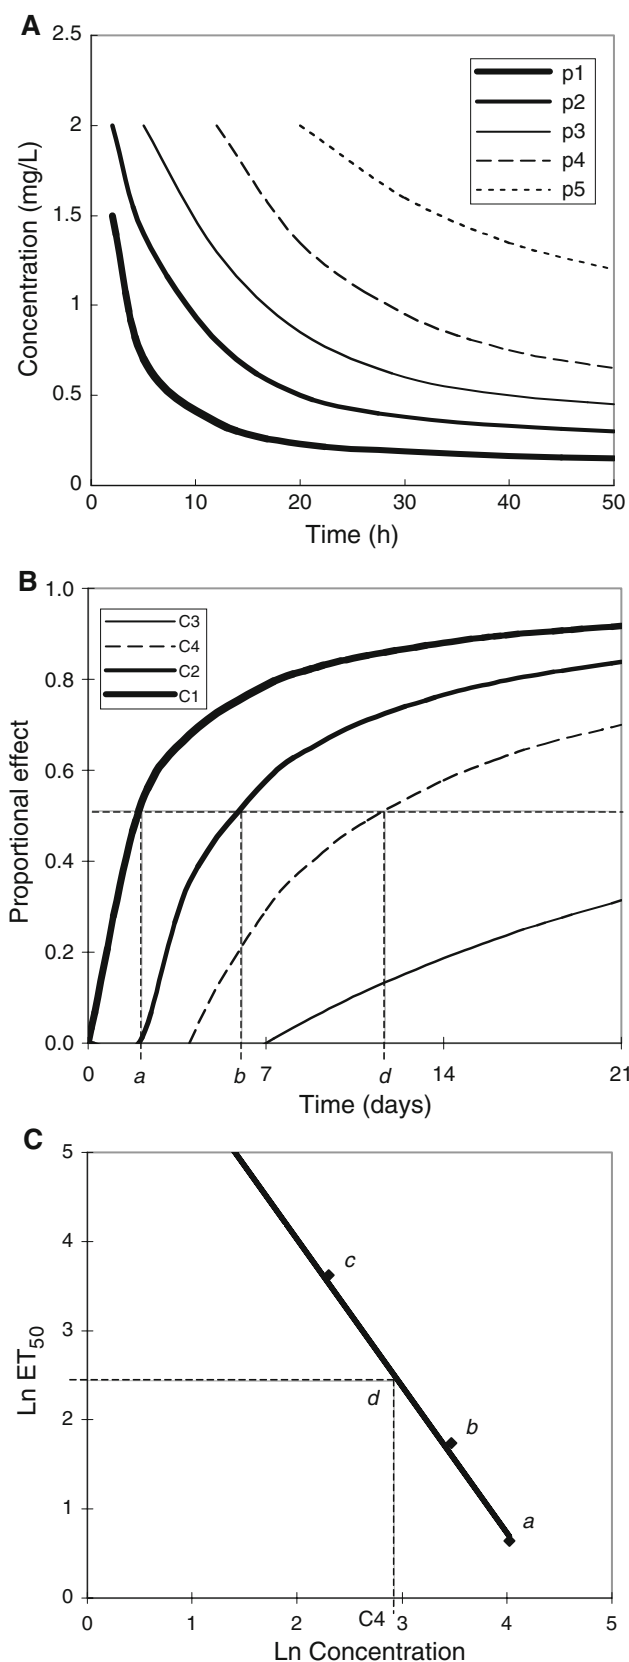 A
2.5
2
1.5
1
0.5
0
Concentration (mg/L)
p1
p2
p3
p4
p5
0 10 20 30 40 50
Time (h)
B
1.0
0.8
0.6
0.4
0.2
0.0
Proportional effect
C3
C4
C2
C1
0 a b 7 d 14 21
Time (days)
C
5
4
3
2
1
0
Ln ET50
c
d
b
a
0 1 2 C4 3 4 5
Ln Concentration